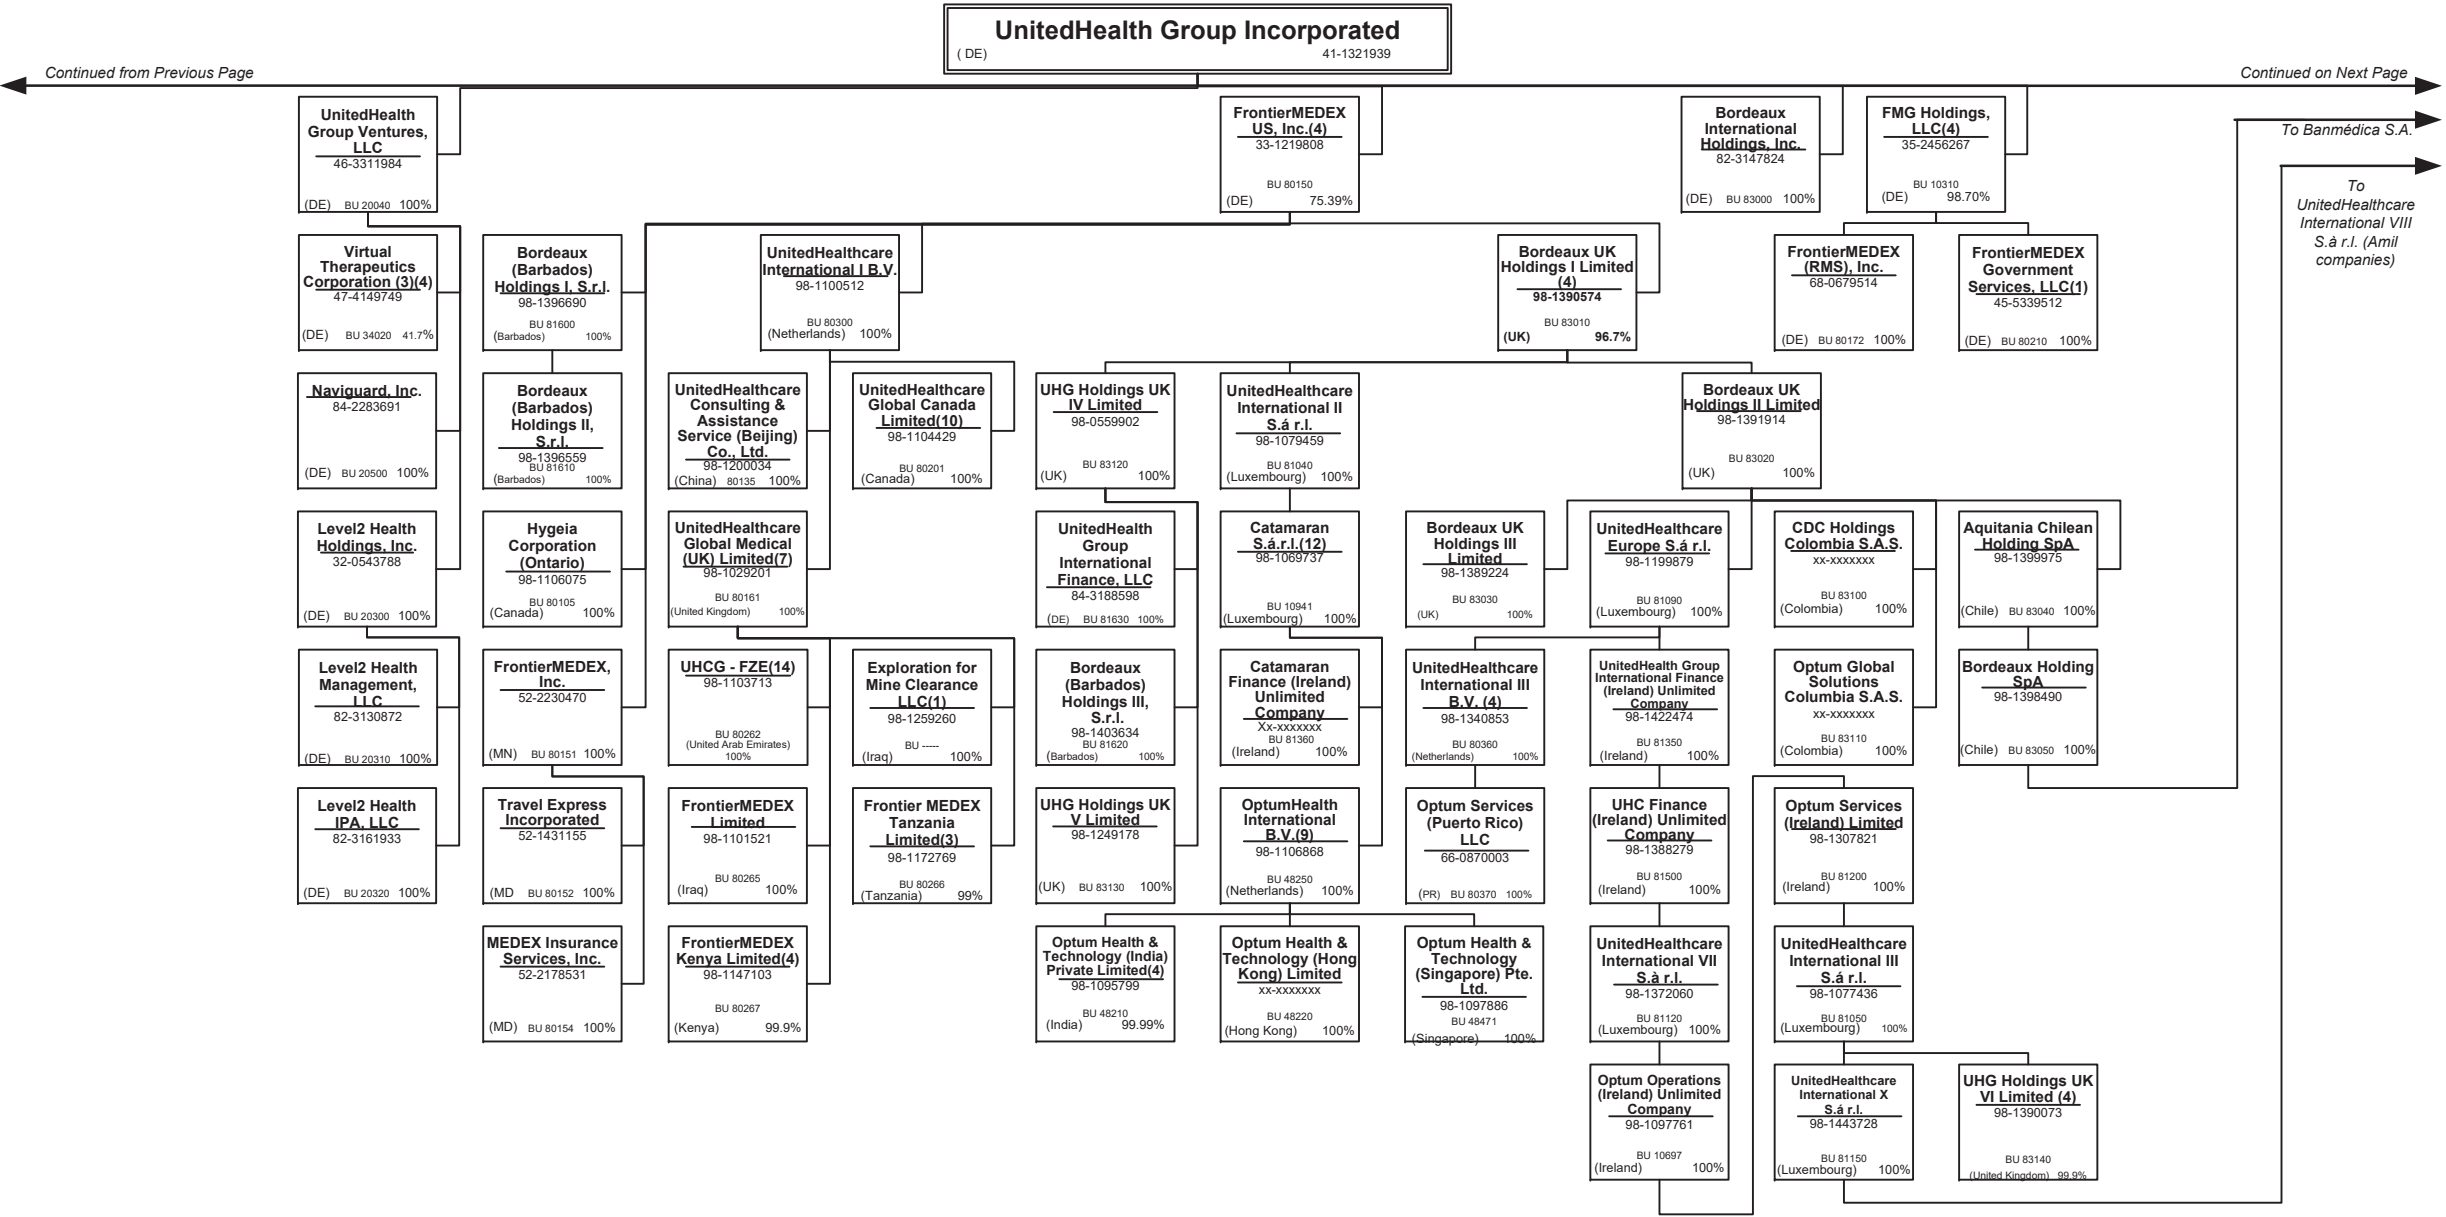 UnitedHealth Group Incorporated
( DE) 41-1321939
Continued from Previous Page
Continued on Next Page
To Banmédica S.A.
To
UnitedHealthcare
International VIII
S.à r.l. (Amil
companies)
UnitedHealth
Group Ventures,
LLC
46-3311984
(DE) BU 20040 100%
FrontierMEDEX
US, Inc.(4)
33-1219808
BU 80150
(DE) 75.39%
Bordeaux
International
Holdings, Inc.
82-3147824
(DE) BU 83000 100%
FMG Holdings,
LLC(4)
35-2456267
BU 10310
(DE) 98.70%
Virtual
Therapeutics
Corporation (3)(4)
47-4149749
(DE) BU 34020 41.7%
Bordeaux
(Barbados)
Holdings I, S.r.l.
98-1396690
BU 81600
(Barbados) 100%
UnitedHealthcare
International I B.V.
98-1100512
BU 80300
(Netherlands) 100%
Bordeaux UK
Holdings I Limited
(4)
98-1390574
BU 83010
(UK) 96.7%
FrontierMEDEX
(RMS), Inc.
68-0679514
(DE) BU 80172 100%
FrontierMEDEX
Government
Services, LLC(1)
45-5339512
(DE) BU 80210 100%
Naviguard, Inc.
84-2283691
(DE) BU 20500 100%
Bordeaux
(Barbados)
Holdings II,
S.r.l.
98-1396559
BU 81610
(Barbados) 100%
UnitedHealthcare
Consulting &
Assistance
Service (Beijing)
Co., Ltd.
98-1200034
(China) 80135 100%
UnitedHealthcare
Global Canada
Limited(10)
98-1104429
BU 80201
(Canada) 100%
UHG Holdings UK
IV Limited
98-0559902
BU 83120
(UK) 100%
UnitedHealthcare
International II
S.á r.l.
98-1079459
BU 81040
(Luxembourg) 100%
Bordeaux UK
Holdings II Limited
98-1391914
BU 83020
(UK) 100%
Level2 Health
Holdings, Inc.
32-0543788
(DE) BU 20300 100%
Hygeia
Corporation
(Ontario)
98-1106075
BU 80105
(Canada) 100%
UnitedHealthcare
Global Medical
(UK) Limited(7)
98-1029201
BU 80161
(United Kingdom) 100%
UnitedHealth
Group
International
Finance, LLC
84-3188598
(DE) BU 81630 100%
Catamaran
S.á.r.l.(12)
98-1069737
BU 10941
(Luxembourg) 100%
Bordeaux UK
Holdings III
Limited
98-1389224
BU 83030
(UK) 100%
UnitedHealthcare
Europe S.á r.l.
98-1199879
BU 81090
(Luxembourg) 100%
CDC Holdings
Colombia S.A.S.
xx-xxxxxxx
BU 83100
(Colombia) 100%
Aquitania Chilean
Holding SpA
98-1399975
(Chile) BU 83040 100%
Level2 Health
Management,
LLC
82-3130872
(DE) BU 20310 100%
FrontierMEDEX,
Inc.
52-2230470
(MN) BU 80151 100%
UHCG - FZE(14)
98-1103713
BU 80262
(United Arab Emirates)
100%
Exploration for
Mine Clearance
LLC(1)
98-1259260
BU -----
(Iraq) 100%
Bordeaux
(Barbados)
Holdings III,
S.r.l.
98-1403634
BU 81620
(Barbados) 100%
Catamaran
Finance (Ireland)
Unlimited
Company
Xx-xxxxxxx
BU 81360
(Ireland) 100%
UnitedHealthcare
International III
B.V. (4)
98-1340853
BU 80360
(Netherlands) 100%
UnitedHealth Group
International Finance
(Ireland) Unlimited
Company
98-1422474
BU 81350
(Ireland) 100%
Optum Global
Solutions
Columbia S.A.S.
xx-xxxxxxx
BU 83110
(Colombia) 100%
Bordeaux Holding
SpA
98-1398490
(Chile) BU 83050 100%
Level2 Health
IPA, LLC
82-3161933
(DE) BU 20320 100%
Travel Express
Incorporated
52-1431155
(MD BU 80152 100%
FrontierMEDEX
Limited
98-1101521
BU 80265
(Iraq) 100%
Frontier MEDEX
Tanzania
Limited(3)
98-1172769
BU 80266
(Tanzania) 99%
UHG Holdings UK
V Limited
98-1249178
(UK) BU 83130 100%
OptumHealth
International
B.V.(9)
98-1106868
BU 48250
(Netherlands) 100%
Optum Services
(Puerto Rico)
LLC
66-0870003
(PR) BU 80370 100%
UHC Finance
(Ireland) Unlimited
Company
98-1388279
BU 81500
(Ireland) 100%
Optum Services
(Ireland) Limited
98-1307821
BU 81200
(Ireland) 100%
MEDEX Insurance
Services, Inc.
52-2178531
(MD) BU 80154 100%
FrontierMEDEX
Kenya Limited(4)
98-1147103
BU 80267
(Kenya) 99.9%
Optum Health &
Technology (India)
Private Limited(4)
98-1095799
BU 48210
(India) 99.99%
Optum Health &
Technology (Hong
Kong) Limited
xx-xxxxxxx
BU 48220
(Hong Kong) 100%
Optum Health &
Technology
(Singapore) Pte.
Ltd.
98-1097886
BU 48471
(Singapore) 100%
UnitedHealthcare
International VII
S.à r.l.
98-1372060
BU 81120
(Luxembourg) 100%
UnitedHealthcare
International III
S.á r.l.
98-1077436
BU 81050
(Luxembourg) 100%
Optum Operations
(Ireland) Unlimited
Company
98-1097761
BU 10697
(Ireland) 100%
UnitedHealthcare
International X
S.á r.l.
98-1443728
BU 81150
(Luxembourg) 100%
UHG Holdings UK
VI Limited (4)
98-1390073
BU 83140
(United Kingdom) 99.9%